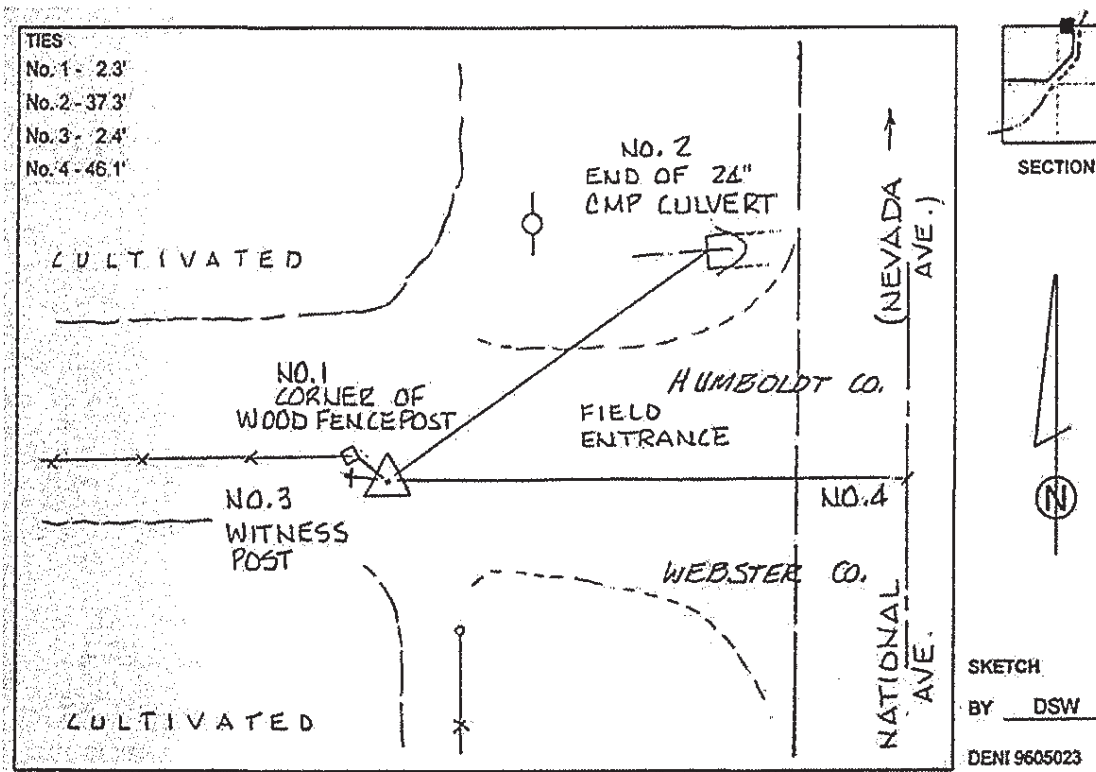 TIES
No. 1 - 2.3'
No. 2 - 37.3'
No. 3 - 2.4'
No. 4 - 46.1'
SECTION
NO. 2
END OF 24"
CMP CULVERT
CULTIVATED
(NEVADA
AVE.)
NO.1
CORNER OF
WOOD FENCEPOST
HUMBOLDT CO.
FIELD
ENTRANCE
NO.3
WITNESS
POST
NO.4
N
WEBSTER CO.
NATIONAL
AVE.
CULTIVATED
SKETCH
BY DSW
DENI 9605023